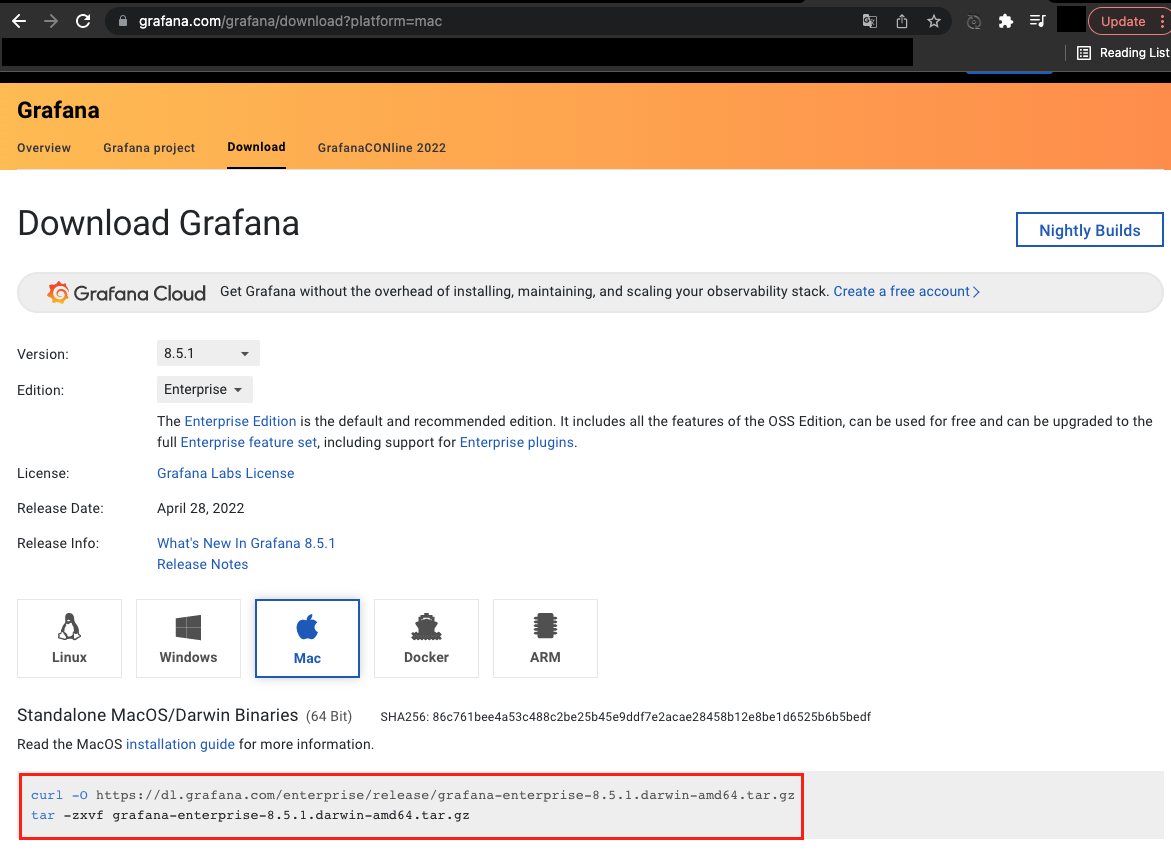 grafana.com/grafana/download?platform=mac
Update
Reading List
Grafana
Overview Grafana project Download GrafanaCONline 2022
Download Grafana
Nightly Builds
Grafana Cloud Get Grafana without the overhead of installing, maintaining, and scaling your observability stack. Create a free account
Version: 8.5.1
Edition: Enterprise
The Enterprise Edition is the default and recommended edition. It includes all the features of the OSS Edition, can be used for free and can be upgraded to the
full Enterprise feature set, including support for Enterprise plugins.
License: Grafana Labs License
Release Date: April 28, 2022
Release Info: What's New In Grafana 8.5.1
Release Notes
Linux Windows Mac Docker ARM
Standalone MacOS/Darwin Binaries (64 Bit) SHA256: 86c761bee4a53c488c2be25b45e9ddf7e2acae28458b12e8be1d6525b6b5bedf
Read the MacOS installation guide for more information.
curl -O https://dl.grafana.com/enterprise/release/grafana-enterprise-8.5.1.darwin-amd64.tar.gz
tar -zxvf grafana-enterprise-8.5.1.darwin-amd64.tar.gz